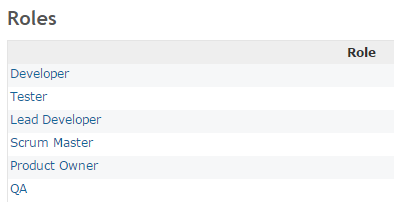 Roles
Role
Developer
Tester
Lead Developer
Scrum Master
Product Owner
QA